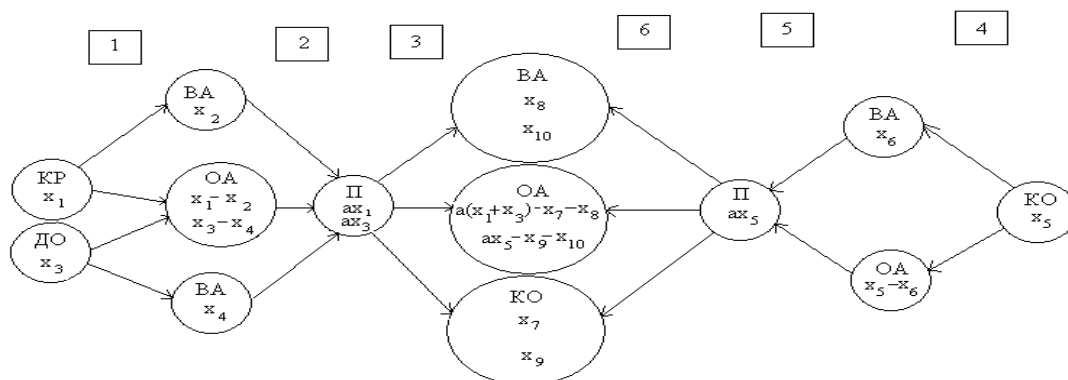 1 2 3 6 5 4
ВА
x2
КР
x1
ОА
x1 – x2
x3 – x4
ДО
x3
ВА
x4
П
ax1
ax3
ВА
x8
x10
ОА
a(x1+x3) -x7 – x8
ax5 –x9 –x10
КО
x7
x9
П
ax5
ВА
x6
ОА
x5 –x6
КО
x5